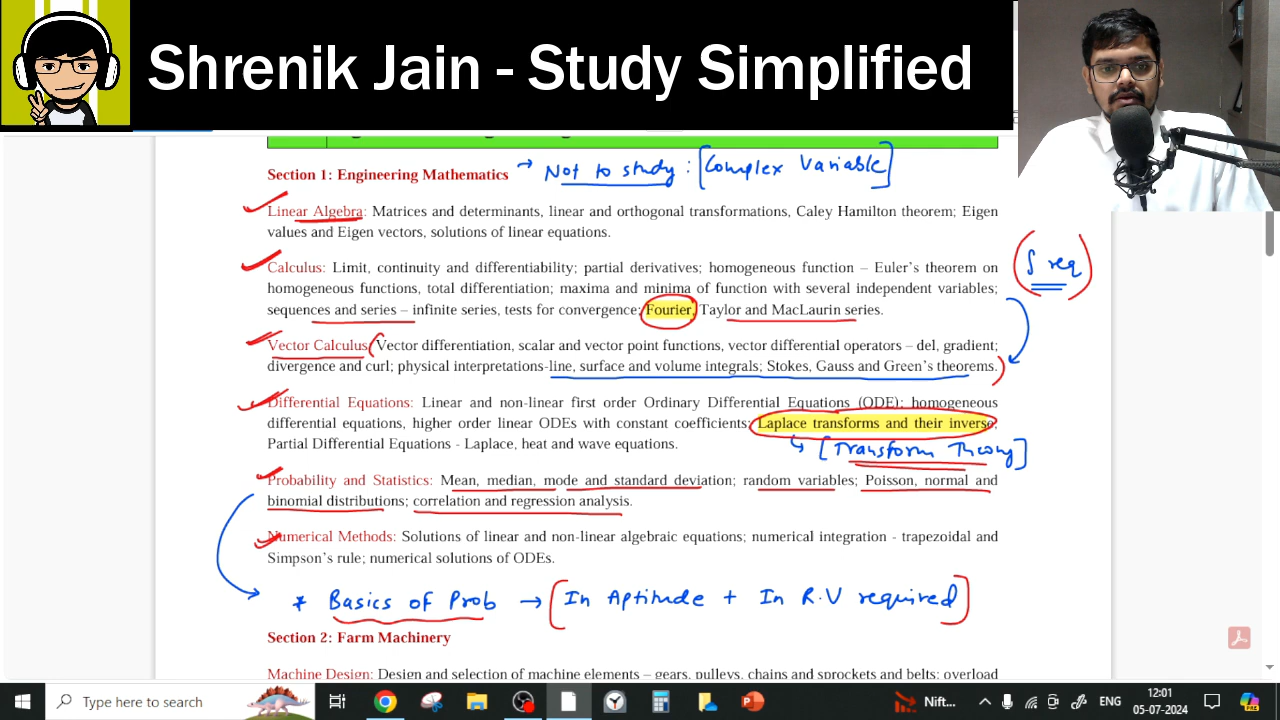 Shrenik Jain - Study Simplified
Section 1: Engineering Mathematics → Not to study : [Complex Variable]
Linear Algebra: Matrices and determinants, linear and orthogonal transformations, Caley Hamilton theorem; Eigen
values and Eigen vectors, solutions of linear equations.
Calculus: Limit, continuity and differentiability; partial derivatives; homogeneous function – Euler's theorem on
homogeneous functions, total differentiation; maxima and minima of function with several independent variables;
sequences and series – infinite series, tests for convergence; Fourier, Taylor and MacLaurin series.
(∫ req)
Vector Calculus: Vector differentiation, scalar and vector point functions, vector differential operators – del, gradient;
divergence and curl; physical interpretations-line, surface and volume integrals; Stokes, Gauss and Green's theorems.
Differential Equations: Linear and non-linear first order Ordinary Differential Equations (ODE); homogeneous
differential equations, higher order linear ODEs with constant coefficients; Laplace transforms and their inverse;
Partial Differential Equations - Laplace, heat and wave equations.
↳ [Transform Theory]
Probability and Statistics: Mean, median, mode and standard deviation; random variables; Poisson, normal and
binomial distributions; correlation and regression analysis.
Numerical Methods: Solutions of linear and non-linear algebraic equations; numerical integration - trapezoidal and
Simpson's rule; numerical solutions of ODEs.
* Basics of Prob → [In Aptitude + In R.V required]
Section 2: Farm Machinery
Machine Design: Design and selection of machine elements – gears, pulleys, chains and sprockets and belts; overload
Type here to search
Nift...
ENG
12:01
05-07-2024